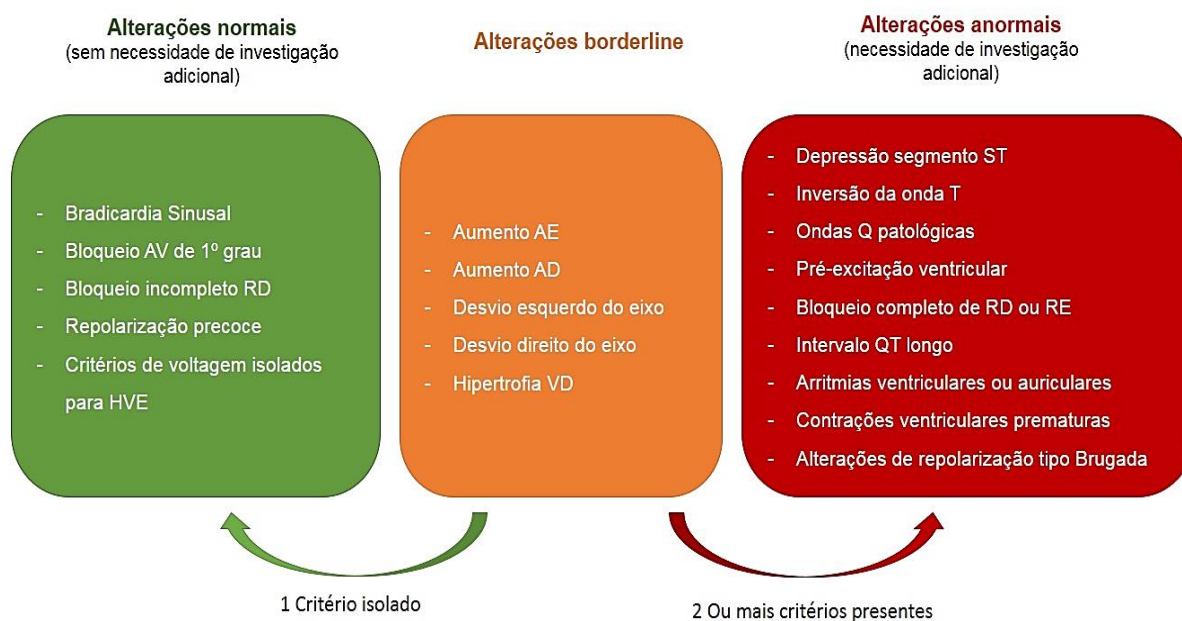 Alterações normais
(sem necessidade de investigação
adicional)
Alterações borderline
Alterações anormais
(necessidade de investigação
adicional)
- Bradicardia Sinusal
- Bloqueio AV de 1º grau
- Bloqueio incompleto RD
- Repolarização precoce
- Critérios de voltagem isolados
para HVE
- Aumento AE
- Aumento AD
- Desvio esquerdo do eixo
- Desvio direito do eixo
- Hipertrofia VD
- Depressão segmento ST
- Inversão da onda T
- Ondas Q patológicas
- Pré-excitação ventricular
- Bloqueio completo de RD ou RE
- Intervalo QT longo
- Arritmias ventriculares ou auriculares
- Contrações ventriculares prematuras
- Alterações de repolarização tipo Brugada
1 Critério isolado
2 Ou mais critérios presentes